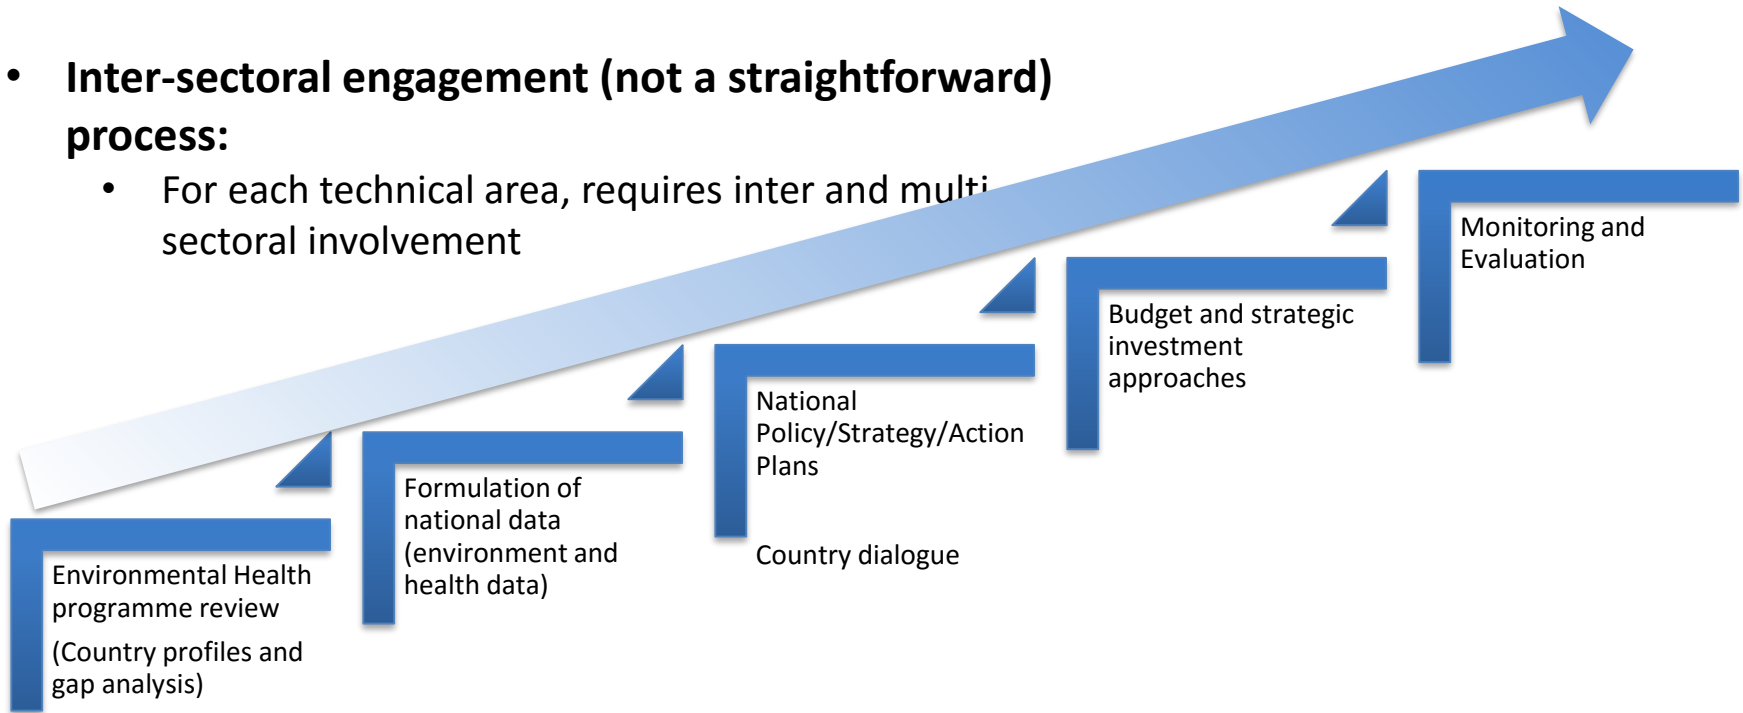 • Inter-sectoral engagement (not a straightforward)
process:
• For each technical area, requires inter and multi
sectoral involvement
Environmental Health
programme review
(Country profiles and
gap analysis)
Formulation of
national data
(environment and
health data)
National
Policy/Strategy/Action
Plans
Country dialogue
Budget and strategic
investment
approaches
Monitoring and
Evaluation